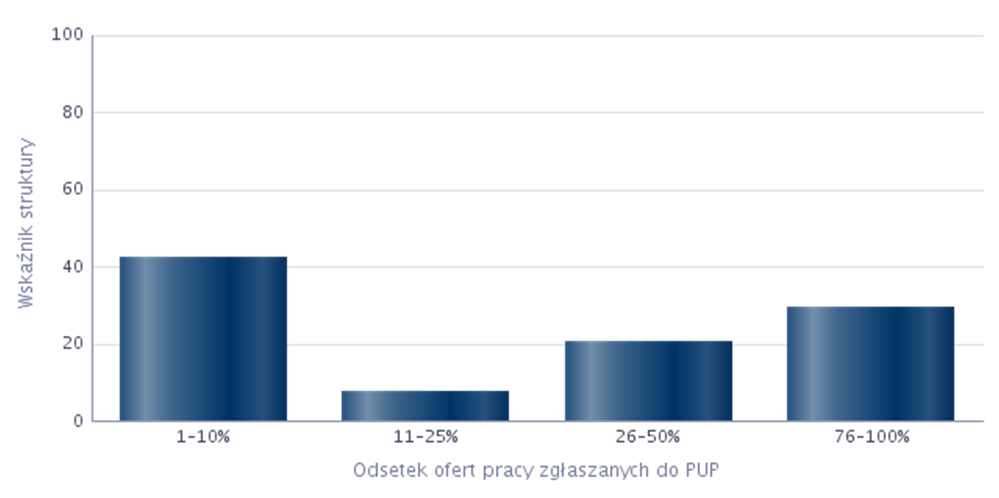 100
80
60
40
20
0
Wskaźnik struktury
1-10% 11-25% 26-50% 76-100%
Odsetek ofert pracy zgłaszanych do PUP